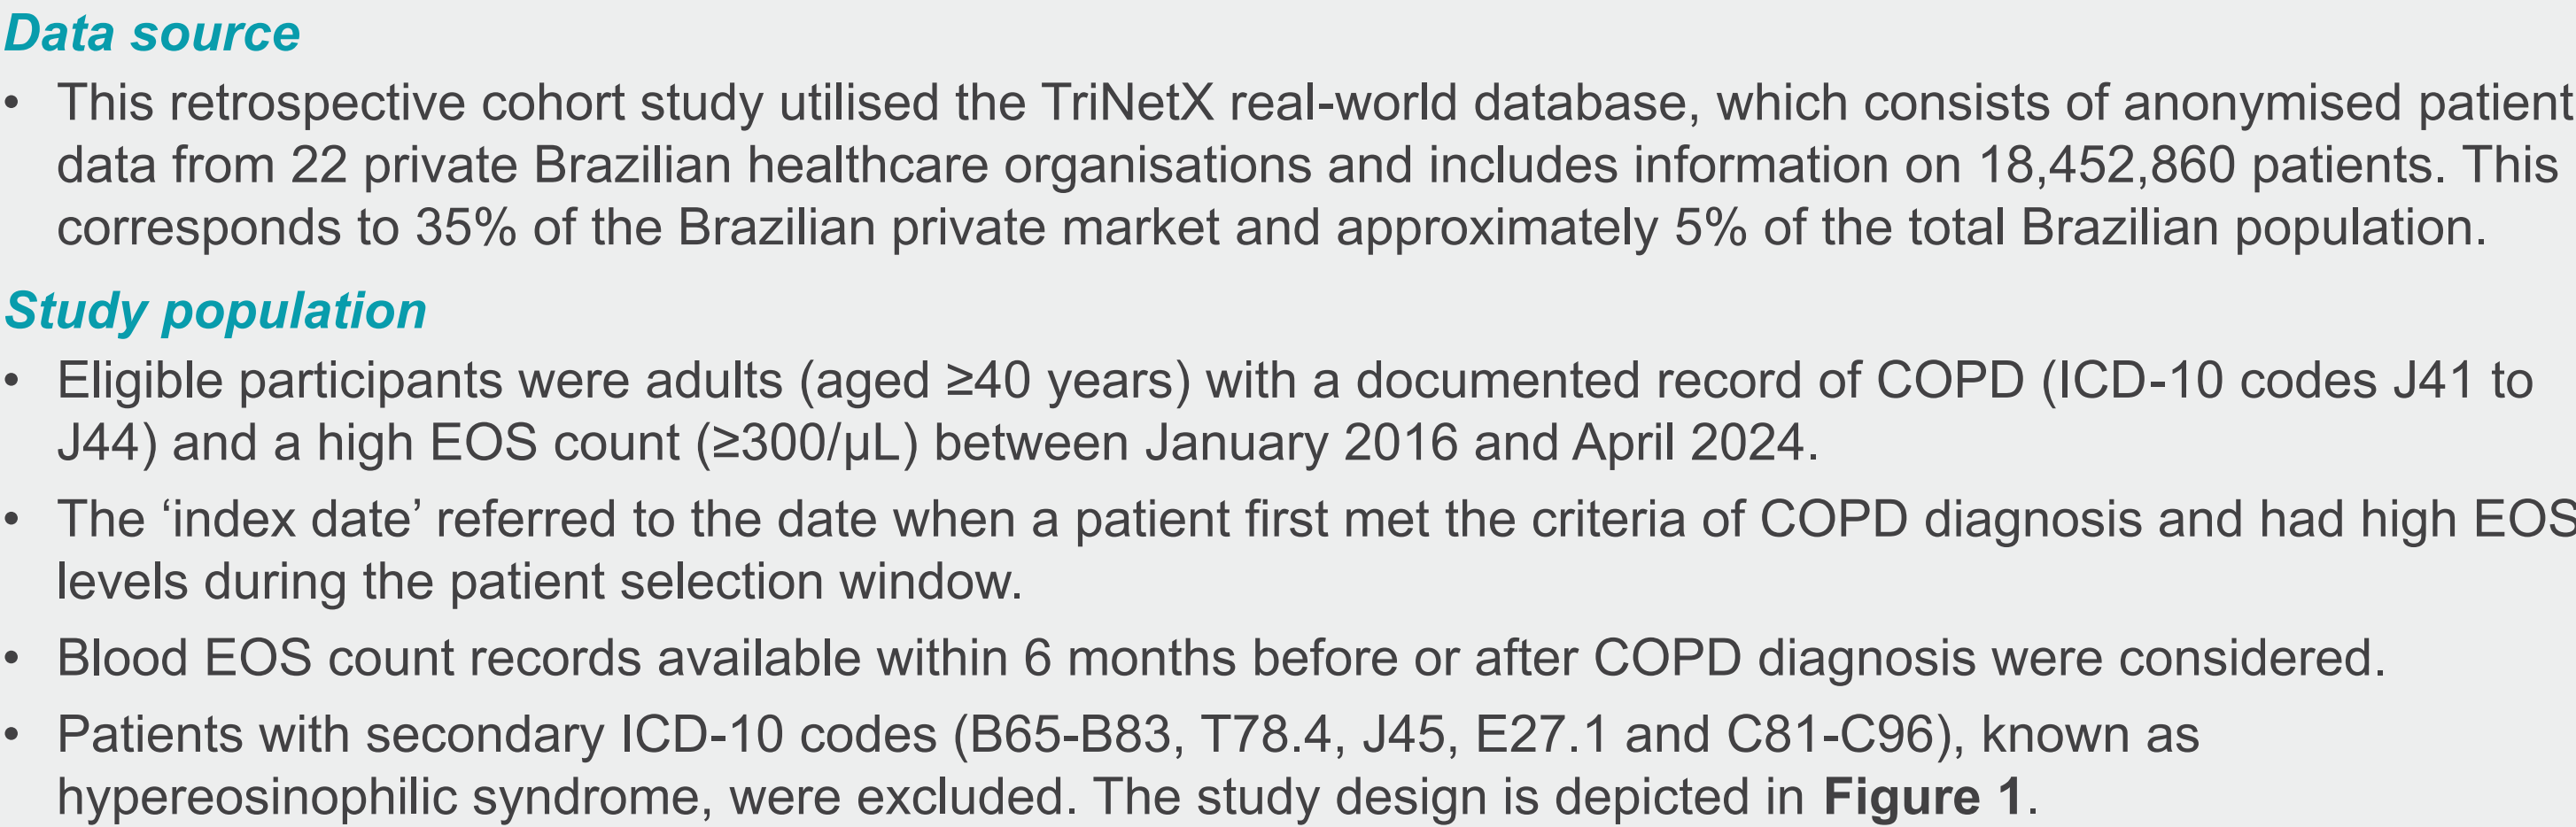 Data source
• This retrospective cohort study utilised the TriNetX real-world database, which consists of anonymised patient
data from 22 private Brazilian healthcare organisations and includes information on 18,452,860 patients. This
corresponds to 35% of the Brazilian private market and approximately 5% of the total Brazilian population.
Study population
• Eligible participants were adults (aged ≥40 years) with a documented record of COPD (ICD-10 codes J41 to
J44) and a high EOS count (≥300/μL) between January 2016 and April 2024.
• The ‘index date’ referred to the date when a patient first met the criteria of COPD diagnosis and had high EOS
levels during the patient selection window.
• Blood EOS count records available within 6 months before or after COPD diagnosis were considered.
• Patients with secondary ICD-10 codes (B65-B83, T78.4, J45, E27.1 and C81-C96), known as
hypereosinophilic syndrome, were excluded. The study design is depicted in Figure 1.